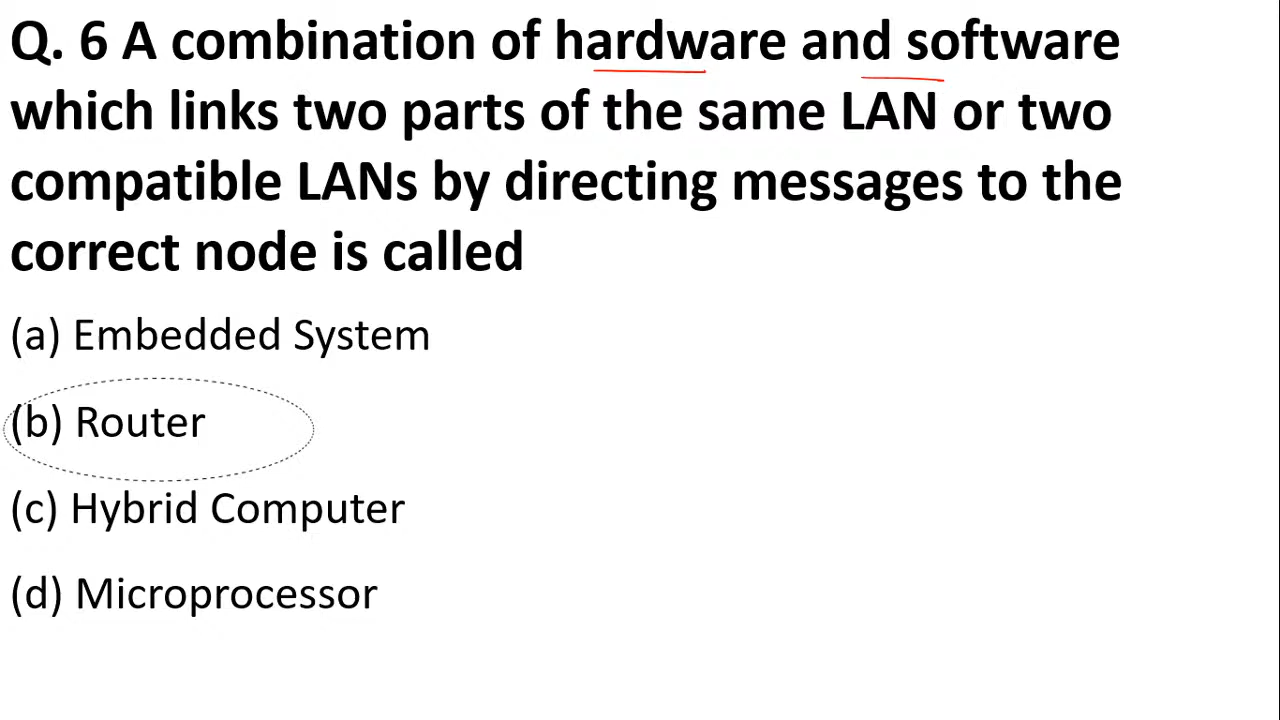 Q. 6 A combination of hardware and software
which links two parts of the same LAN or two
compatible LANs by directing messages to the
correct node is called
(a) Embedded System
(b) Router
(c) Hybrid Computer
(d) Microprocessor